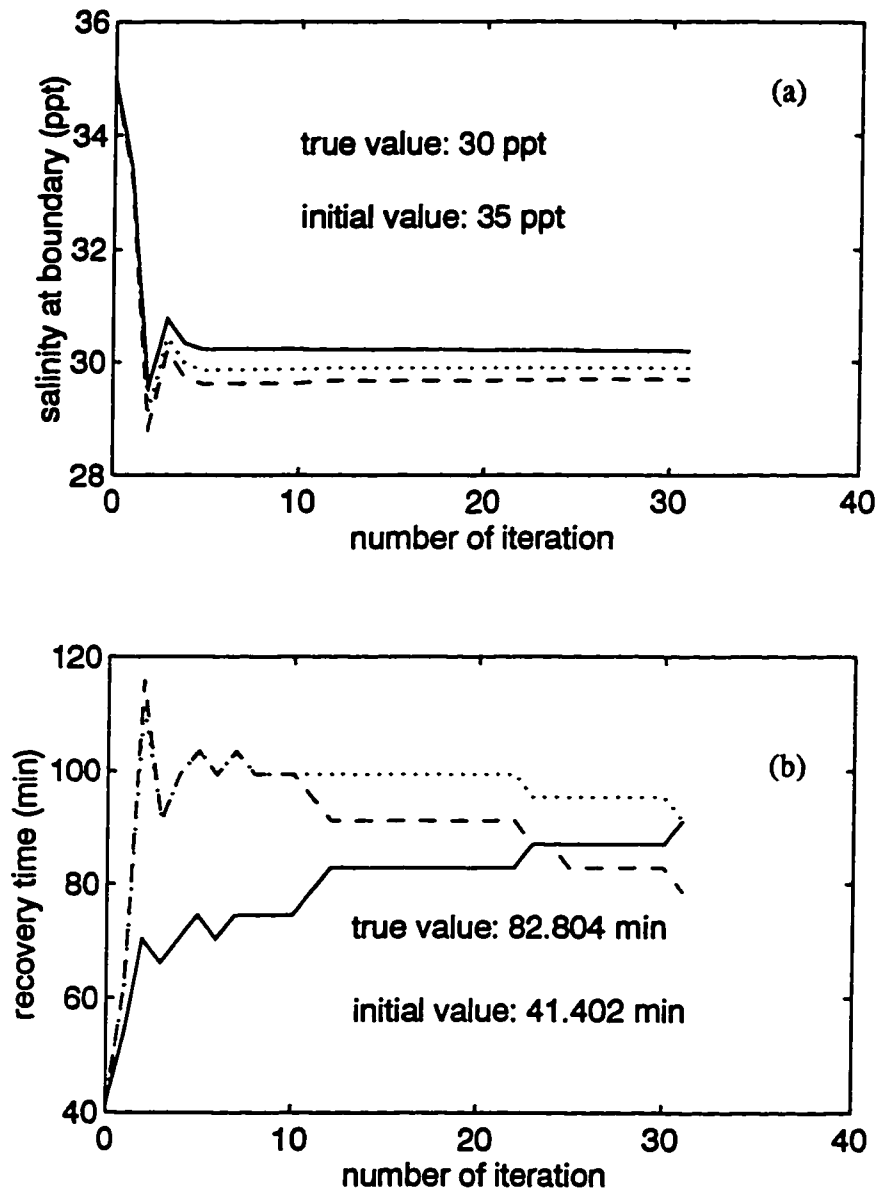 36
34
32
30
28
salinity at boundary (ppt)
(a)
true value: 30 ppt
initial value: 35 ppt
0
10
20
30
40
number of iteration
120
100
80
60
40
recovery time (min)
(b)
true value: 82.804 min
initial value: 41.402 min
0
10
20
30
40
number of iteration